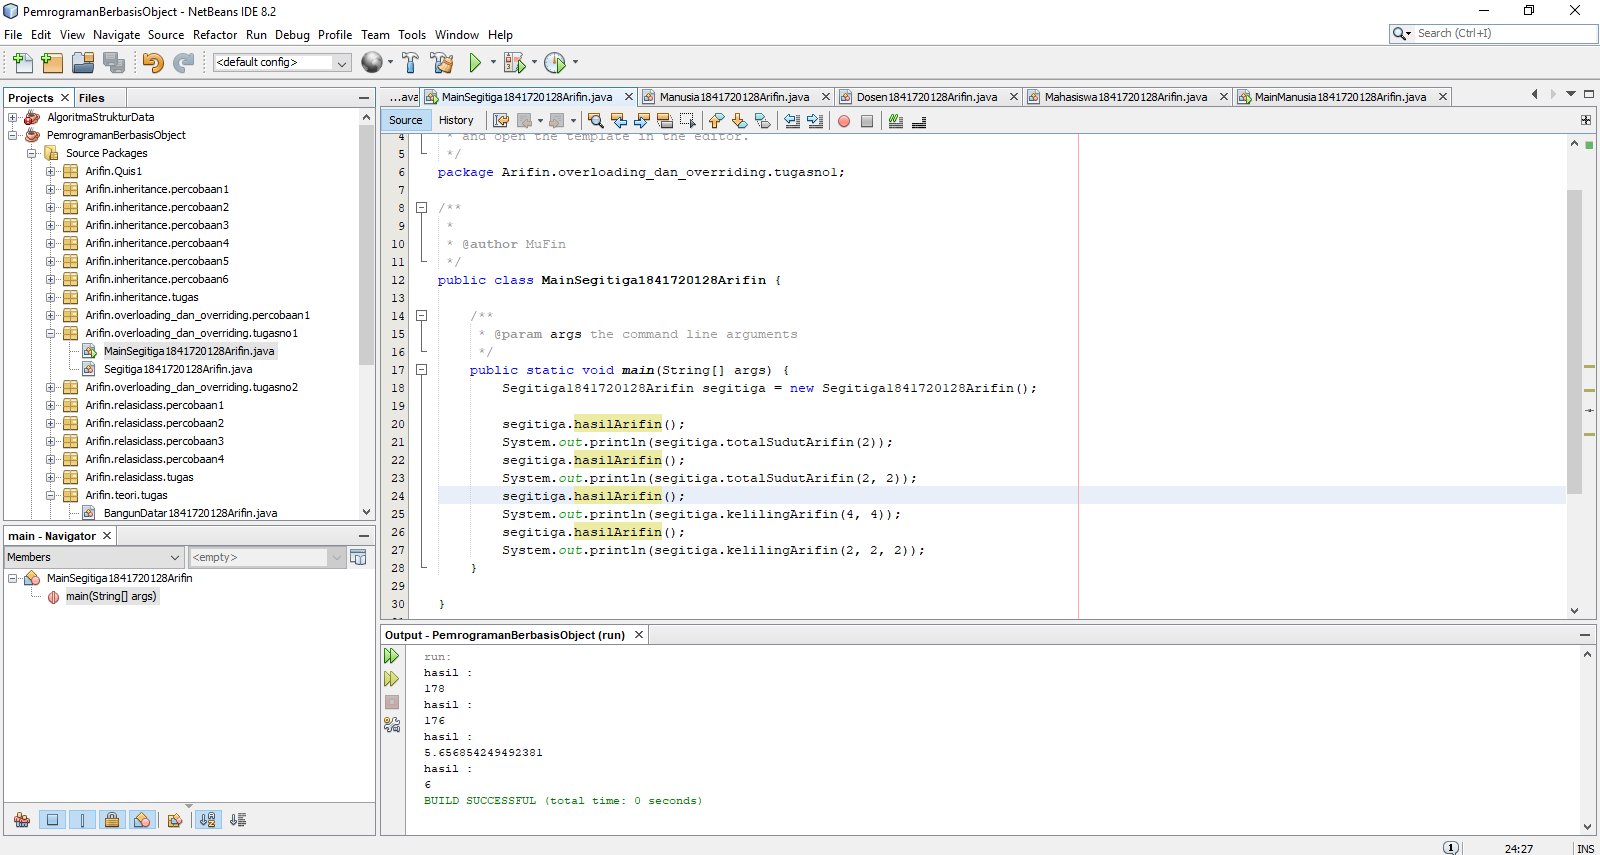 PemrogramanBerbasisObject - NetBeans IDE 8.2
File Edit View Navigate Source Refactor Run Debug Profile Team Tools Window Help
Search (Ctrl+I)
<default config>
Projects
Files
AlgoritmaStrukturData
PemrogramanBerbasisObject
Source Packages
Arifin.Quis1
Arifin.inheritance.percobaan1
Arifin.inheritance.percobaan2
Arifin.inheritance.percobaan3
Arifin.inheritance.percobaan4
Arifin.inheritance.percobaan5
Arifin.inheritance.percobaan6
Arifin.inheritance.tugas
Arifin.overloading_dan_overriding.percobaan1
Arifin.overloading_dan_overriding.tugasno1
MainSegitiga1841720128Arifin.java
Segitiga1841720128Arifin.java
Arifin.overloading_dan_overriding.tugasno2
Arifin.relasiclass.percobaan1
Arifin.relasiclass.percobaan2
Arifin.relasiclass.percobaan3
Arifin.relasiclass.percobaan4
Arifin.relasiclass.tugas
Arifin.teori.tugas
BangunDatar1841720128Arifin.java
main - Navigator
Members
<empty>
MainSegitiga1841720128Arifin
main(String[] args)
...ava MainSegitiga1841720128Arifin.java Manusia1841720128Arifin.java Dosen1841720128Arifin.java Mahasiswa1841720128Arifin.java MainManusia1841720128Arifin.java
Source History
4 * and open the template in the editor.
5 */
6 package Arifin.overloading_dan_overriding.tugasno1;
7
8 /**
9 *
10 * @author MuFin
11 */
12 public class MainSegitiga1841720128Arifin {
13
14 /**
15 * @param args the command line arguments
16 */
17 public static void main(String[] args) {
18 Segitiga1841720128Arifin segitiga = new Segitiga1841720128Arifin();
19
20 segitiga.hasilArifin();
21 System.out.println(segitiga.totalSudutArifin(2));
22 segitiga.hasilArifin();
23 System.out.println(segitiga.totalSudutArifin(2, 2));
24 segitiga.hasilArifin();
25 System.out.println(segitiga.kelilingArifin(4, 4));
26 segitiga.hasilArifin();
27 System.out.println(segitiga.kelilingArifin(2, 2, 2));
28 }
29
30 }
Output - PemrogramanBerbasisObject (run)
run:
hasil :
178
hasil :
176
hasil :
5.656854249492381
hasil :
6
BUILD SUCCESSFUL (total time: 0 seconds)
1 24:27 INS